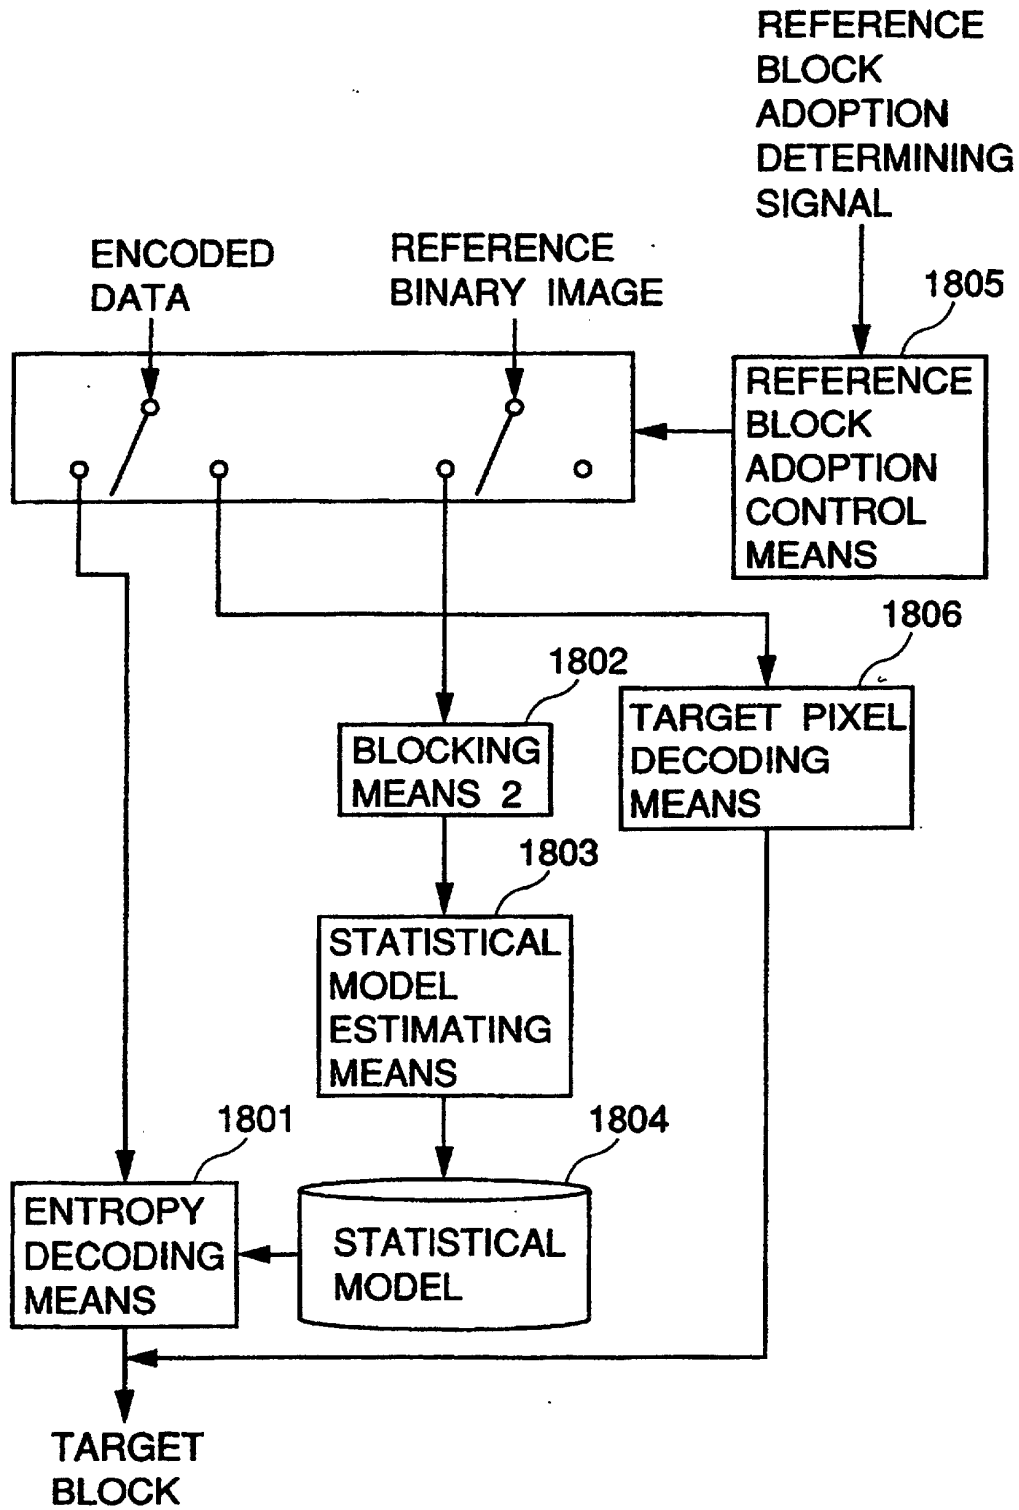 REFERENCE
BLOCK
ADOPTION
DETERMINING
SIGNAL
ENCODED
DATA
REFERENCE
BINARY IMAGE
1805
REFERENCE
BLOCK
ADOPTION
CONTROL
MEANS
1806
TARGET PIXEL
DECODING
MEANS
1802
BLOCKING
MEANS 2
1803
STATISTICAL
MODEL
ESTIMATING
MEANS
1801
ENTROPY
DECODING
MEANS
1804
STATISTICAL
MODEL
TARGET
BLOCK